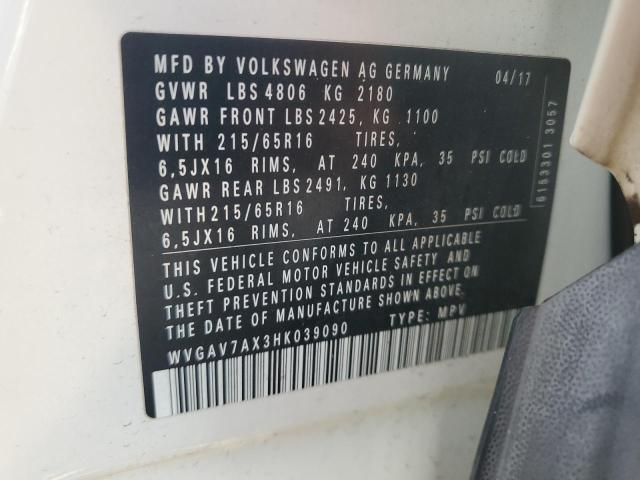 MFD BY VOLKSWAGEN AG GERMANY 04/17
GVWR LBS 4806 KG 2180
GAWR FRONT LBS 2425, KG 1100
WITH 215/65R16 TIRES,
6,5JX16 RIMS, AT 240 KPA, 35 PSI COLD
GAWR REAR LBS 2491, KG 1130
WITH 215/65R16 TIRES,
6,5JX16 RIMS, AT 240 KPA, 35 PSI COLD
THIS VEHICLE CONFORMS TO ALL APPLICABLE
U.S. FEDERAL MOTOR VEHICLE SAFETY AND
THEFT PREVENTION STANDARDS IN EFFECT ON
THE DATE OF MANUFACTURE SHOWN ABOVE.
WVGAV7AX3HK039090 TYPE: MPV
6153301 3057